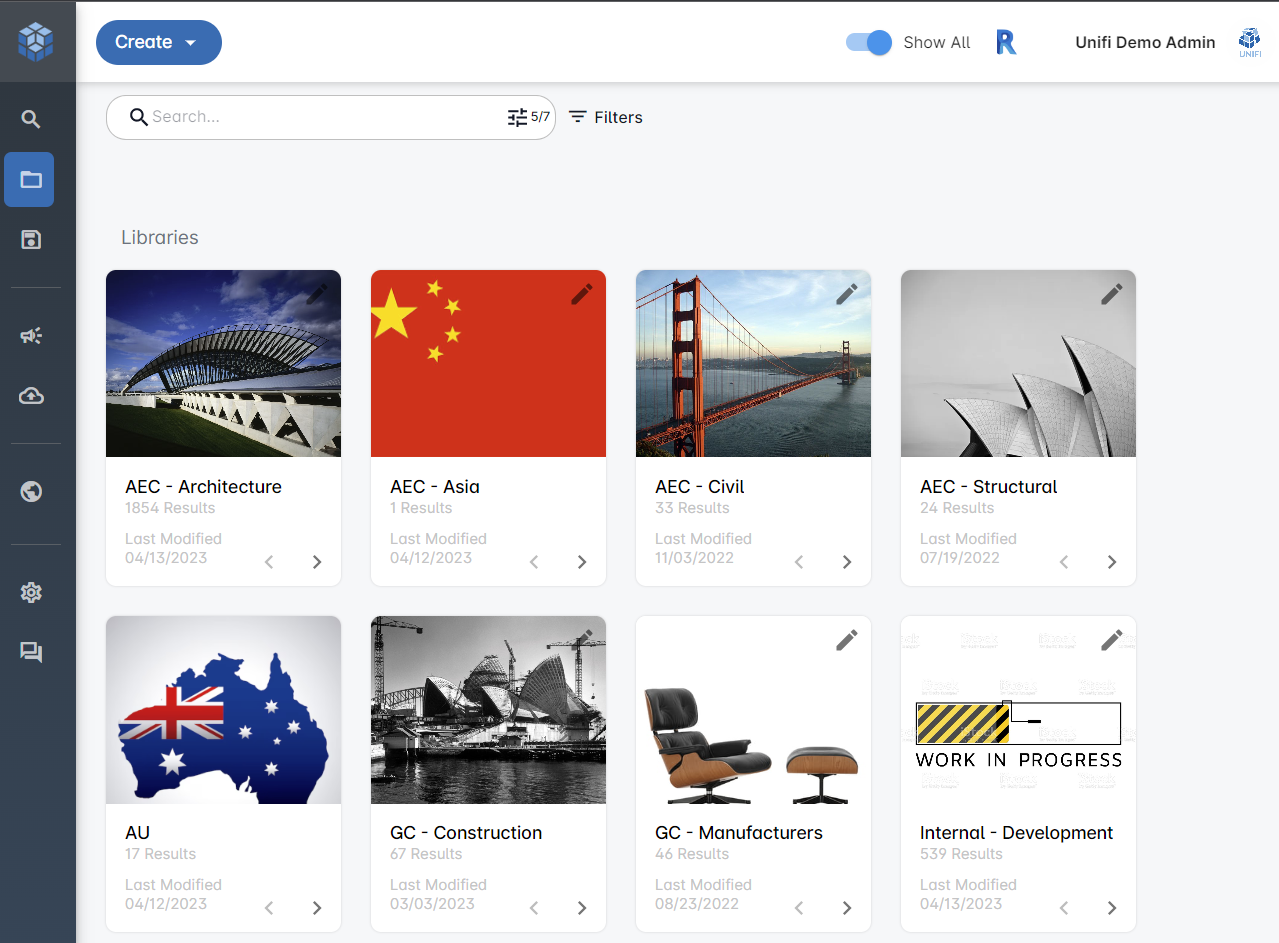 Create
Show All
Unifi Demo Admin
UNIFI
Search...
5/7
Filters
Libraries
AEC - Architecture
1854 Results
Last Modified
04/13/2023
AEC - Asia
1 Results
Last Modified
04/12/2023
AEC - Civil
33 Results
Last Modified
11/03/2022
AEC - Structural
24 Results
Last Modified
07/19/2022
AU
17 Results
Last Modified
04/12/2023
GC - Construction
67 Results
Last Modified
03/03/2023
GC - Manufacturers
46 Results
Last Modified
08/23/2022
WORK IN PROGRESS
Internal - Development
539 Results
Last Modified
04/13/2023